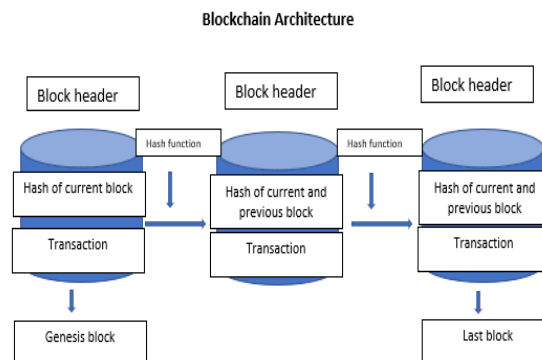 Blockchain Architecture
Block header
Block header
Block header
Hash function
Hash function
Hash of current block
Hash of current and
previous block
Hash of current and
previous block
Transaction
Transaction
Transaction
Genesis block
Last block